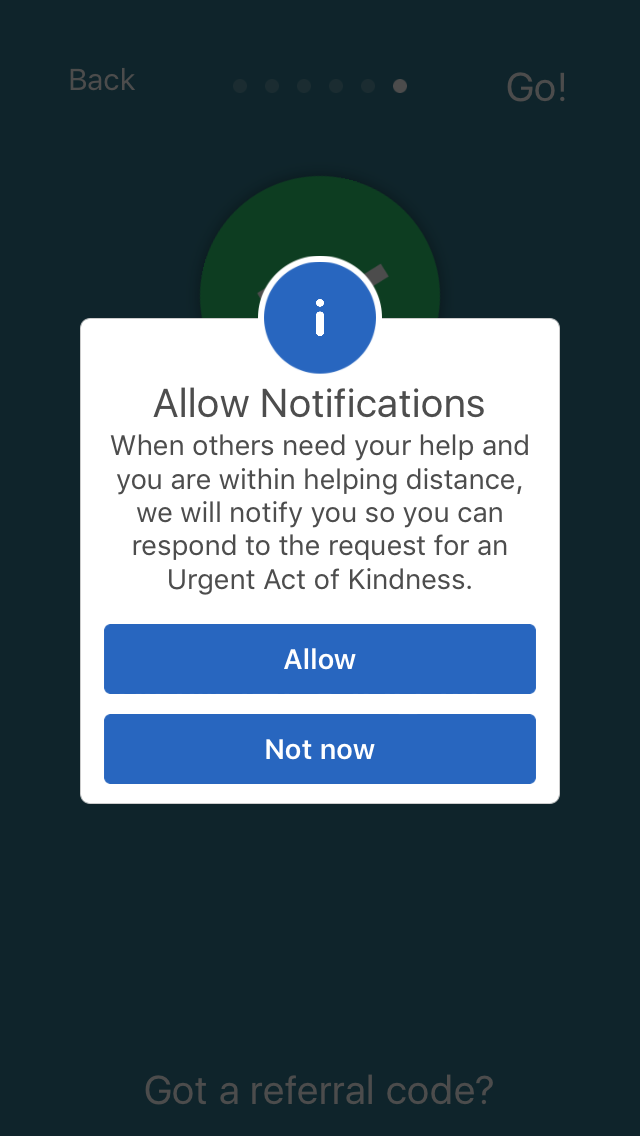 Back
Go!
Allow Notifications
When others need your help and
you are within helping distance,
we will notify you so you can
respond to the request for an
Urgent Act of Kindness.
Allow
Not now
Got a referral code?